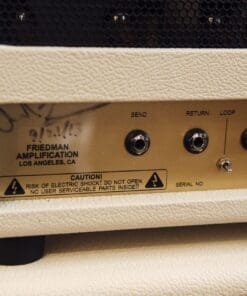 SEND
RETURN
LOOP
FRIEDMAN
AMPLIFICATION
LOS ANGELES, CA
CAUTION!
RISK OF ELECTRIC SHOCK! DO NOT OPEN.
NO USER SERVICEABLE PARTS INSIDE!!
SERIAL NO.